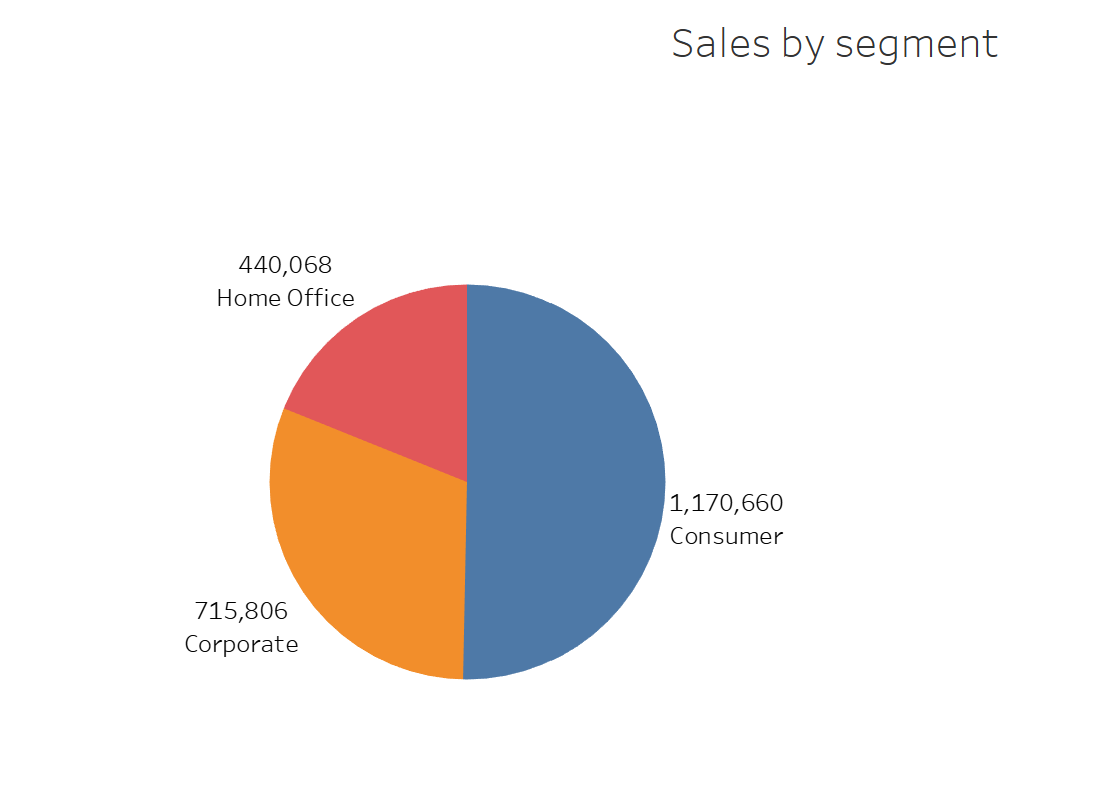 Sales by segment
440,068
Home Office
1,170,660
Consumer
715,806
Corporate